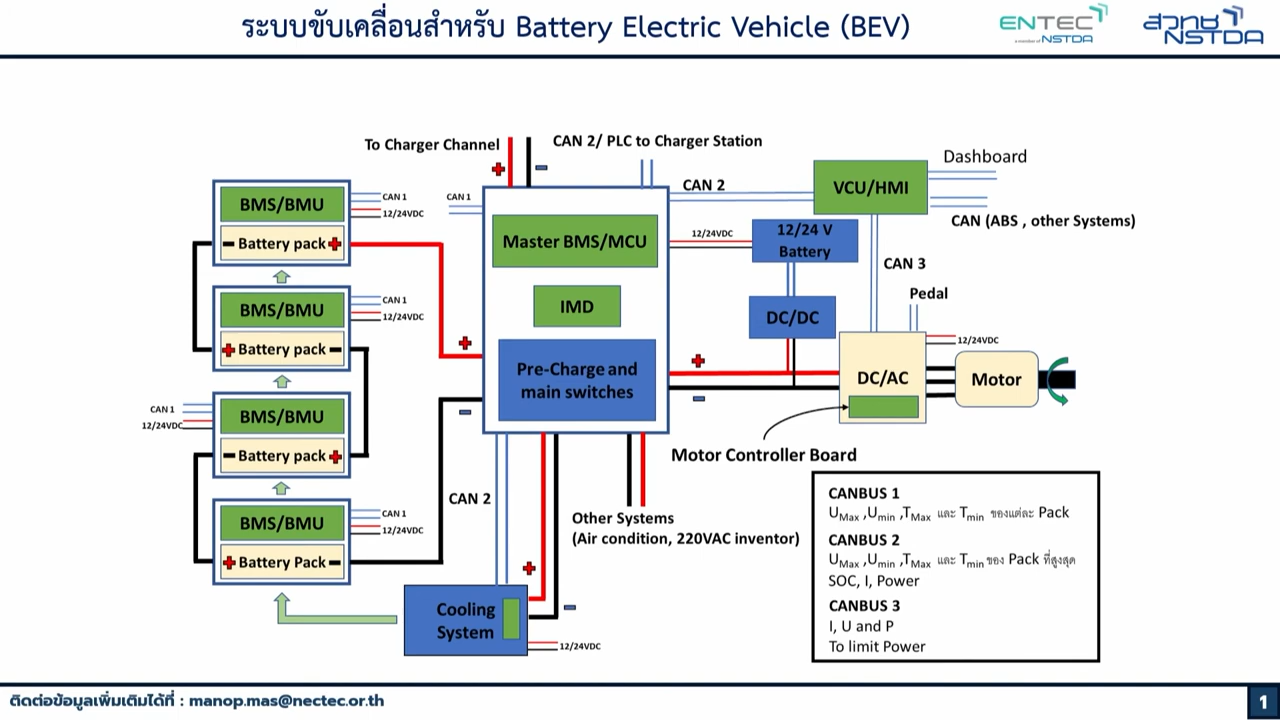 ระบบขับเคลื่อนสำหรับ Battery Electric Vehicle (BEV)
ENTEC
a member of NSTDA
สวทช
NSTDA
To Charger Channel
CAN 2/ PLC to Charger Station
Dashboard
CAN 2
VCU/HMI
CAN (ABS , other Systems)
BMS/BMU
CAN 1
12/24VDC
Battery pack
CAN 1
Master BMS/MCU
12/24VDC
12/24 V
Battery
CAN 3
Pedal
BMS/BMU
CAN 1
12/24VDC
Battery pack
IMD
DC/DC
12/24VDC
Pre-Charge and
main switches
DC/AC
Motor
CAN 1
12/24VDC
BMS/BMU
Battery pack
Motor Controller Board
BMS/BMU
CAN 1
12/24VDC
Battery Pack
CAN 2
Other Systems
(Air condition, 220VAC inventor)
Cooling
System
12/24VDC
CANBUS 1
UMax ,Umin ,TMax และ Tmin ของแต่ละ Pack
CANBUS 2
UMax ,Umin ,TMax และ Tmin ของ Pack ที่สูงสุด
SOC, I, Power
CANBUS 3
I, U and P
To limit Power
ติดต่อข้อมูลเพิ่มเติมได้ที่ : manop.mas@nectec.or.th
1